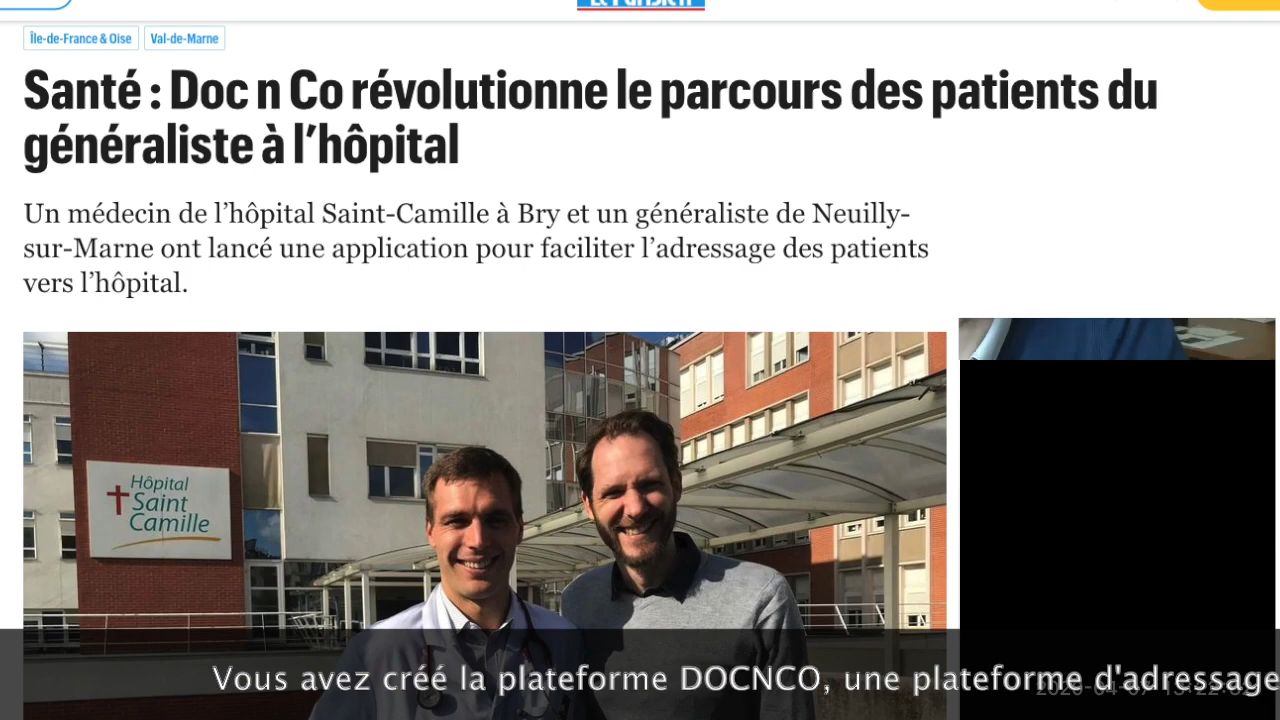 Île-de-France & Oise
Val-de-Marne
Santé : Doc n Co révolutionne le parcours des patients du
généraliste à l’hôpital
Un médecin de l’hôpital Saint-Camille à Bry et un généraliste de Neuilly-
sur-Marne ont lancé une application pour faciliter l’adressage des patients
vers l’hôpital.
Hôpital
Saint
Camille
Vous avez créé la plateforme DOCNCO, une plateforme d'adressage